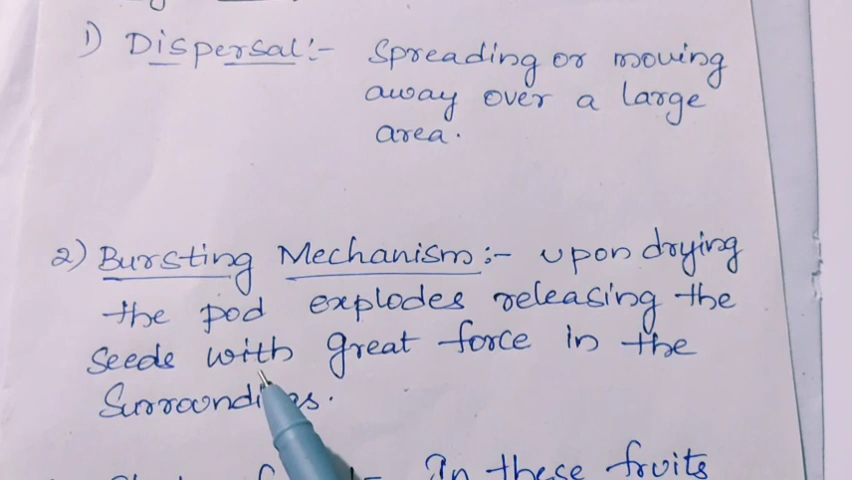 1) Dispersal:- Spreading or moving
away over a large
area.
2) Bursting Mechanism:- upon drying
the pod explodes releasing the
seeds with great force in the
Surroundings.
In these fruits